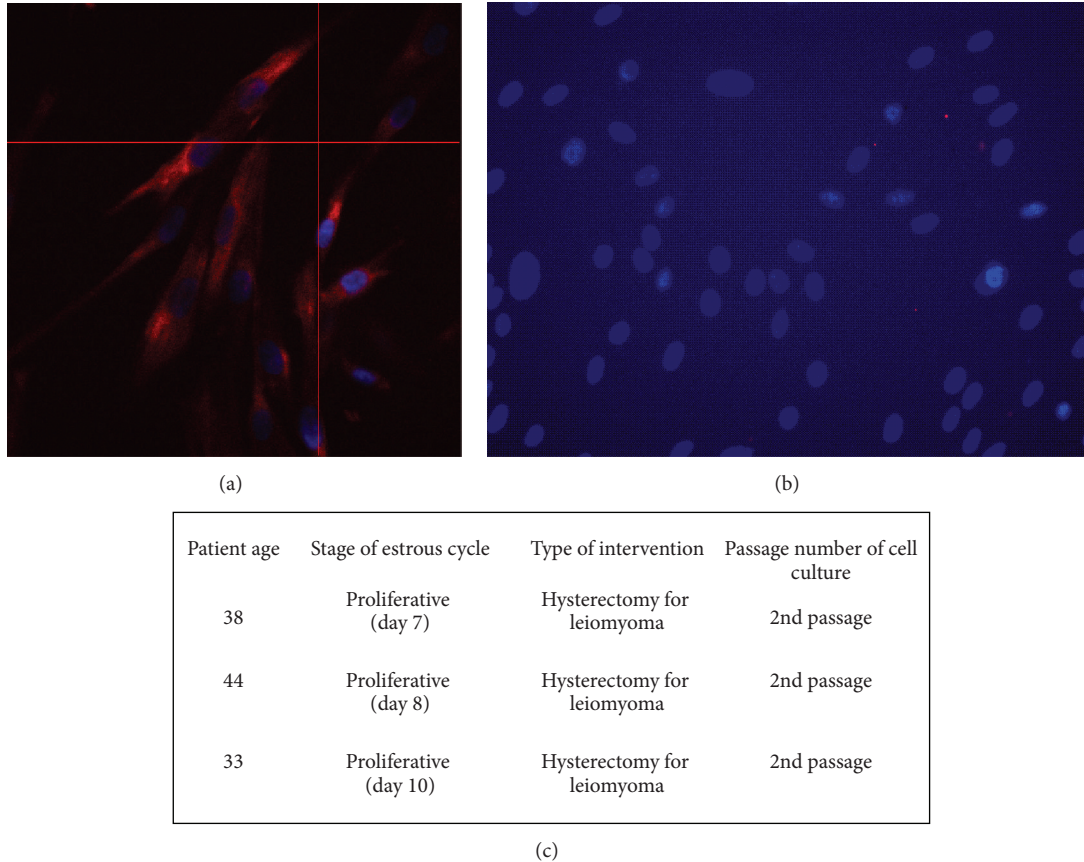 (a)
(b)
Patient age Stage of estrous cycle Type of intervention Passage number of cell
culture
38 Proliferative
(day 7) Hysterectomy for
leiomyoma 2nd passage
44 Proliferative
(day 8) Hysterectomy for
leiomyoma 2nd passage
33 Proliferative
(day 10) Hysterectomy for
leiomyoma 2nd passage
(c)